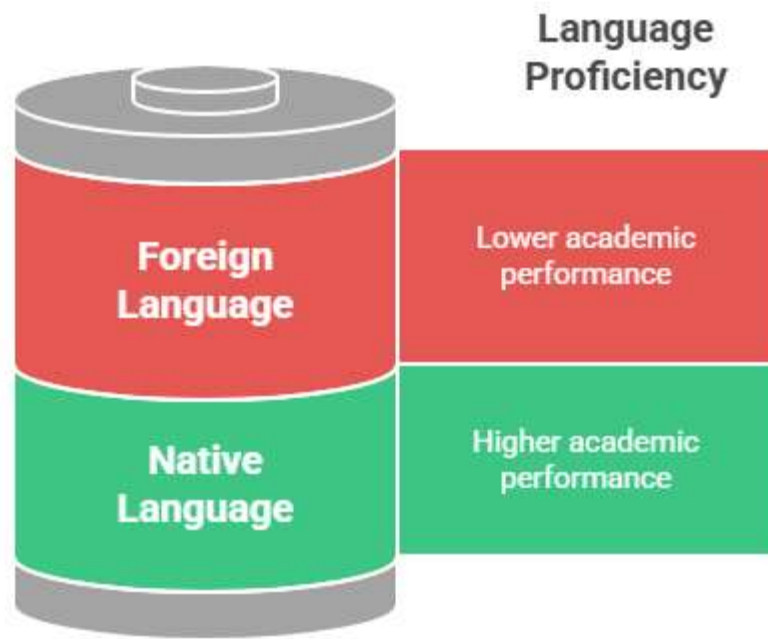 Language
Proficiency
Foreign
Language
Lower academic
performance
Native
Language
Higher academic
performance